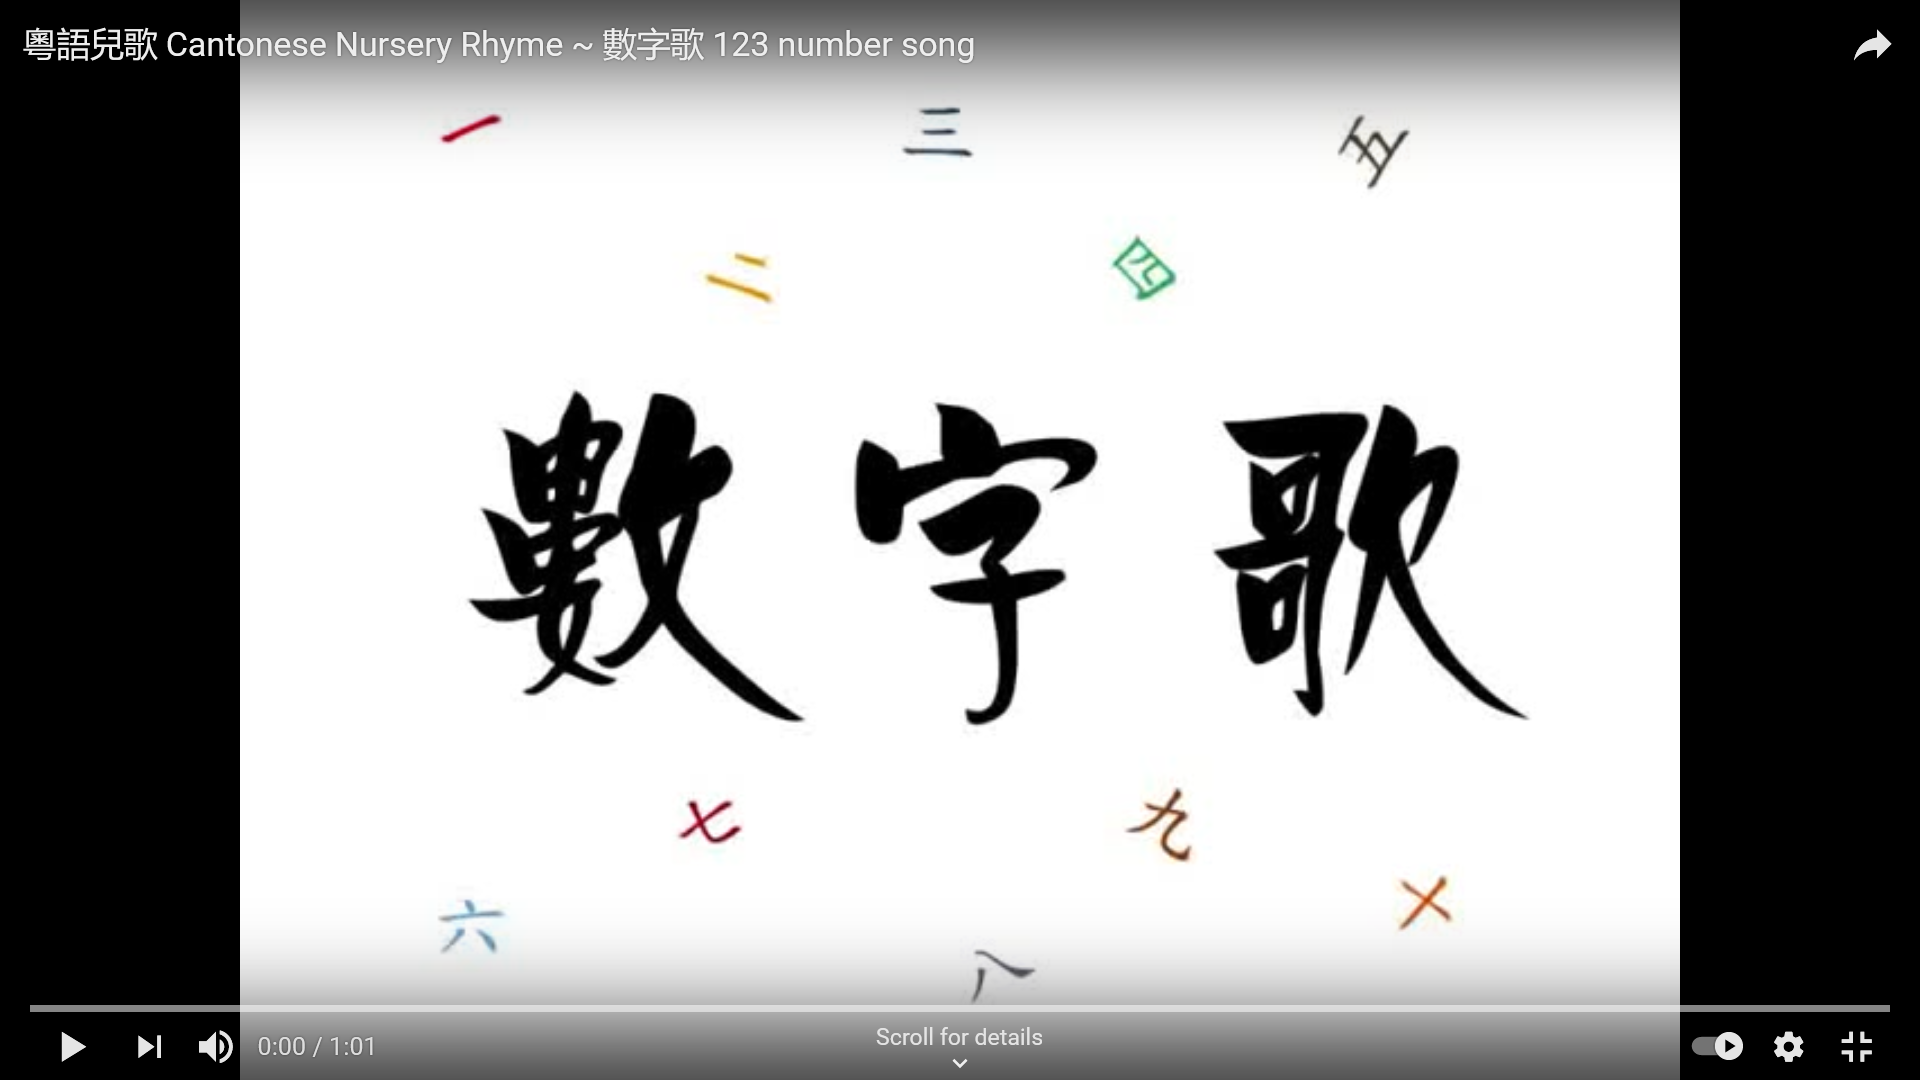 粵語兒歌 Cantonese Nursery Rhyme ~ 數字歌 123 number song
一 三 五
二 四
數字歌
七 九
六 十
八
0:00 / 1:01
Scroll for details